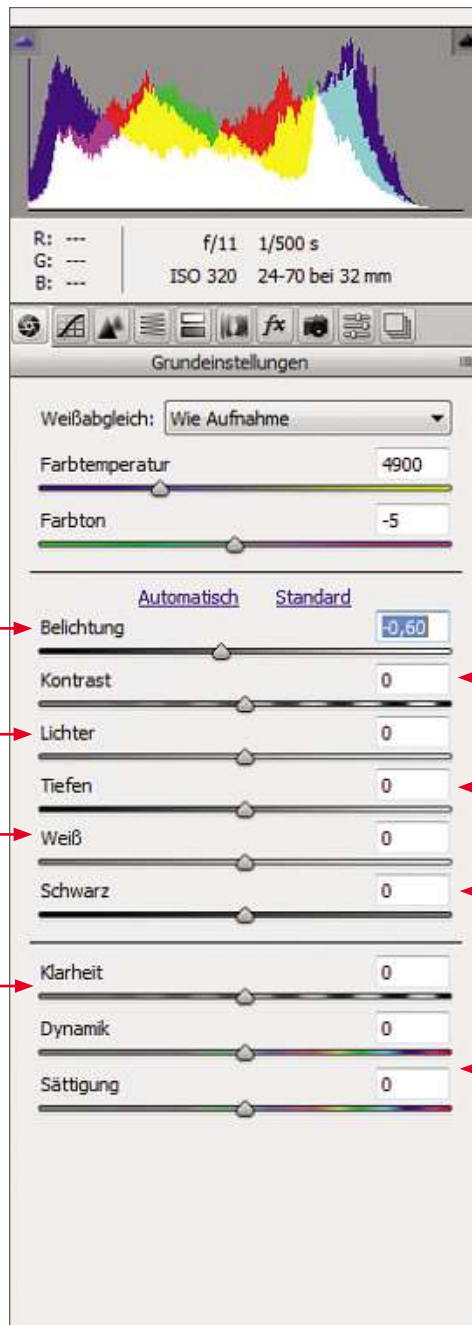 R: ---
G: ---
B: ---
f/11 1/500 s
ISO 320 24-70 bei 32 mm
fx
Grundeinstellungen
Weißabgleich: Wie Aufnahme
Farbtemperatur 4900
Farbton -5
Automatisch Standard
Belichtung -0,60
Kontrast 0
Lichter 0
Tiefen 0
Weiß 0
Schwarz 0
Klarheit 0
Dynamik 0
Sättigung 0